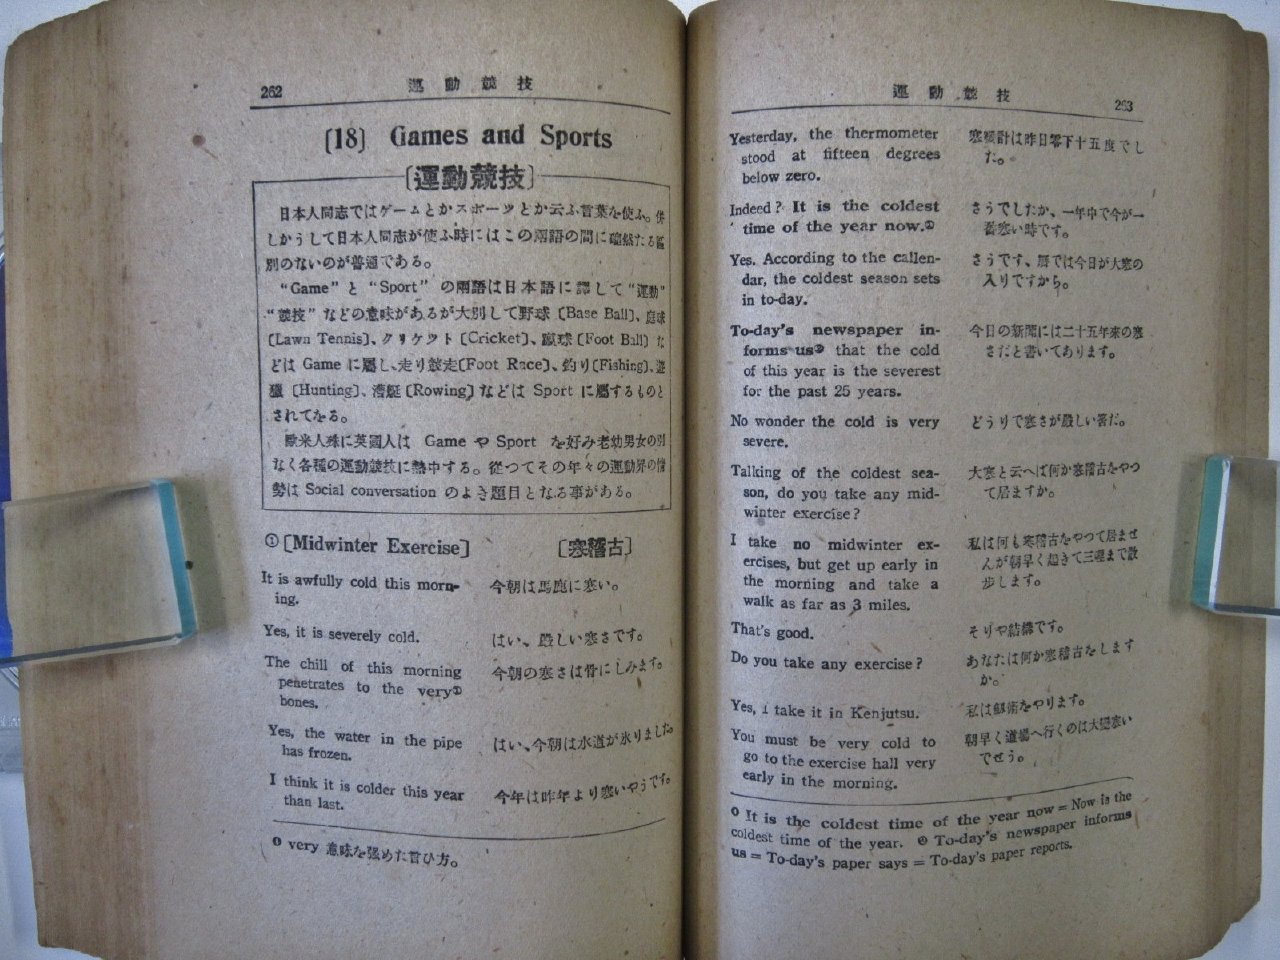 262
運動競技
[18] Games and Sports
[運動競技]
日本人同志ではゲームとかスポーツとか云ふ言葉を使ふ。併
しかうして日本人同志が使ふ時にはこの兩語の間に確然たる區
別のないのが普通である。
“Game” と “Sport” の兩語は日本語に譯して“運動”
“競技” などの意味があるが大別して野球 [Base Ball]、庭球
[Lawn Tennis]、クリケツト [Cricket]、蹴球 [Foot Ball] な
どは Game に屬し、走り競走[Foot Race]、釣り[Fishing]、遊
獵 [Hunting]、漕艇 [Rowing] などは Sport に屬するものと
されてなる。
歐米人殊に英國人は Game や Sport を好み老幼男女の別
なく各種の運動競技に熱中する。從つてその年々の運動界の情
勢は Social conversation のよき題目となる事がある。
① [Midwinter Exercise] [寒稽古]
It is awfully cold this morn- 今朝は馬鹿に寒い。
ing.
Yes, it is severely cold. はい、嚴しい寒さです。
The chill of this morning 今朝の寒さは骨にしみます。
penetrates to the very①
bones.
Yes, the water in the pipe はい、今朝は水道が氷りました。
has frozen.
I think it is colder this year 今年は昨年より寒いやうです。
than last.
❶ very 意味を强めた言ひ方。
運動競技
263
Yesterday, the thermometer 寒暖計は昨日零下十五度でし
stood at fifteen degrees た。
below zero.
Indeed? It is the coldest さうでしたか、一年中で今が一
time of the year now.① 番寒い時です。
Yes. According to the callen- さうです、曆では今日が大寒の
dar, the coldest season sets 入りですから。
in to-day.
To-day's newspaper in- 今日の新聞には二十五年來の寒
forms us② that the cold さだと書いてあります。
of this year is the severest
for the past 25 years.
No wonder the cold is very どうりで寒さが嚴しい筈だ。
severe.
Talking of the coldest sea- 大寒と云へば何か寒稽古をやつ
son, do you take any mid- て居ますか。
winter exercise?
I take no midwinter ex- 私は何も寒稽古をやつて居ませ
ercises, but get up early in んが朝早く起きて三哩まで散
the morning and take a 步します。
walk as far as 3 miles.
That's good. そりや結構です。
Do you take any exercise? あなたは何か寒稽古をします
か。
Yes, I take it in Kenjutsu. 私は劍術をやります。
You must be very cold to 朝早く道場へ行くのは大變寒い
go to the exercise hall very でせう。
early in the morning.
❶ It is the coldest time of the year now = Now is the
coldest time of the year. ❷ To-day's newspaper informs
us = To-day's paper says = To-day's paper reports.